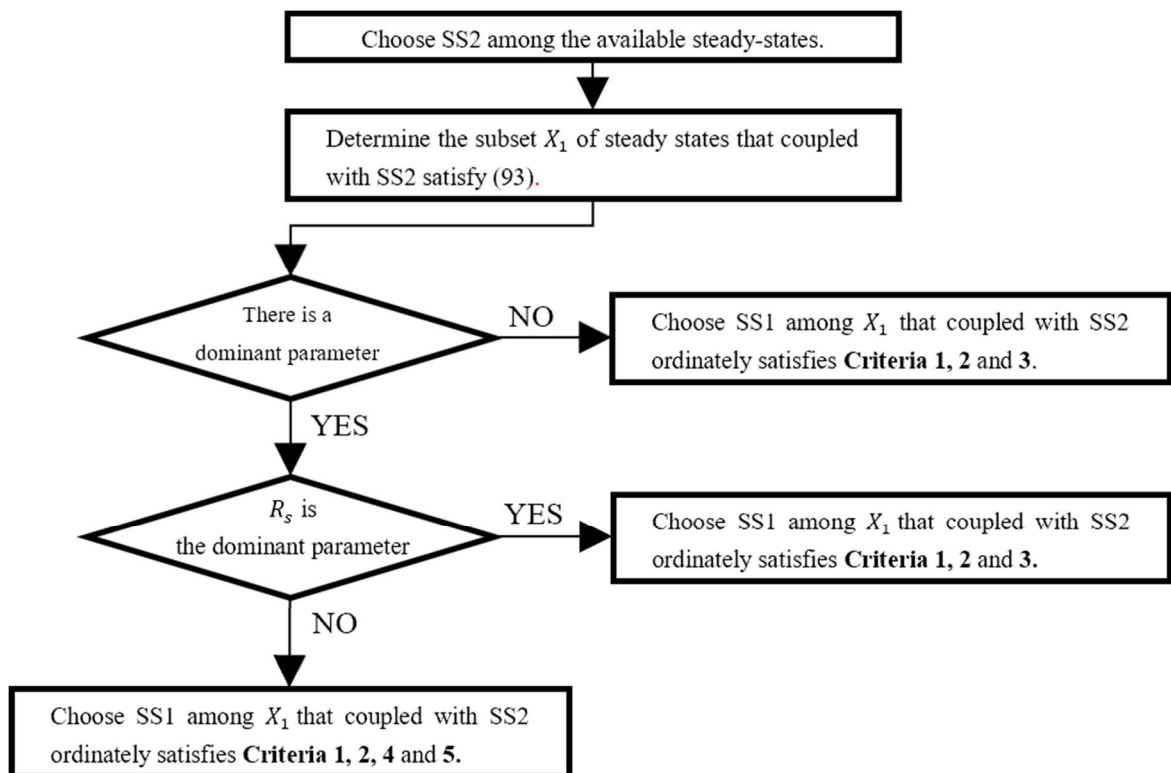 Choose SS2 among the available steady-states.
Determine the subset X₁ of steady states that coupled
with SS2 satisfy (93).
There is a
dominant parameter
NO
Choose SS1 among X₁ that coupled with SS2
ordinately satisfies Criteria 1, 2 and 3.
YES
Rₛ is
the dominant parameter
YES
Choose SS1 among X₁ that coupled with SS2
ordinately satisfies Criteria 1, 2 and 3.
NO
Choose SS1 among X₁ that coupled with SS2
ordinately satisfies Criteria 1, 2, 4 and 5.